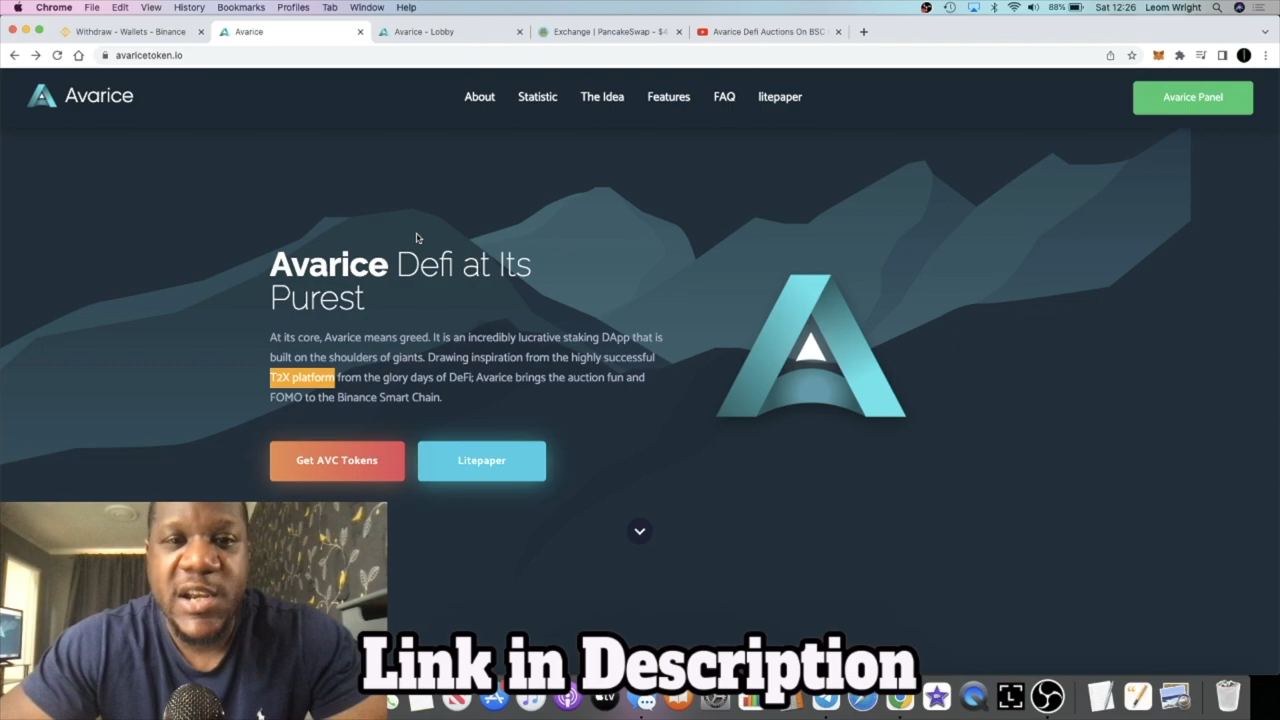 Chrome File Edit View History Bookmarks Profiles Tab Window Help 88% Sat 12:26 Leom Wright
Withdraw - Wallets - Binance Avarice Avarice - Lobby Exchange | PancakeSwap - $4 Avarice Defi Auctions On BSC
avaricetoken.io
Avarice About Statistic The Idea Features FAQ litepaper Avarice Panel
Avarice Defi at Its
Purest
At its core, Avarice means greed. It is an incredibly lucrative staking DApp that is
built on the shoulders of giants. Drawing inspiration from the highly successful
T2X platform from the glory days of DeFi; Avarice brings the auction fun and
FOMO to the Binance Smart Chain.
Get AVC Tokens Litepaper
Link in Description
tv